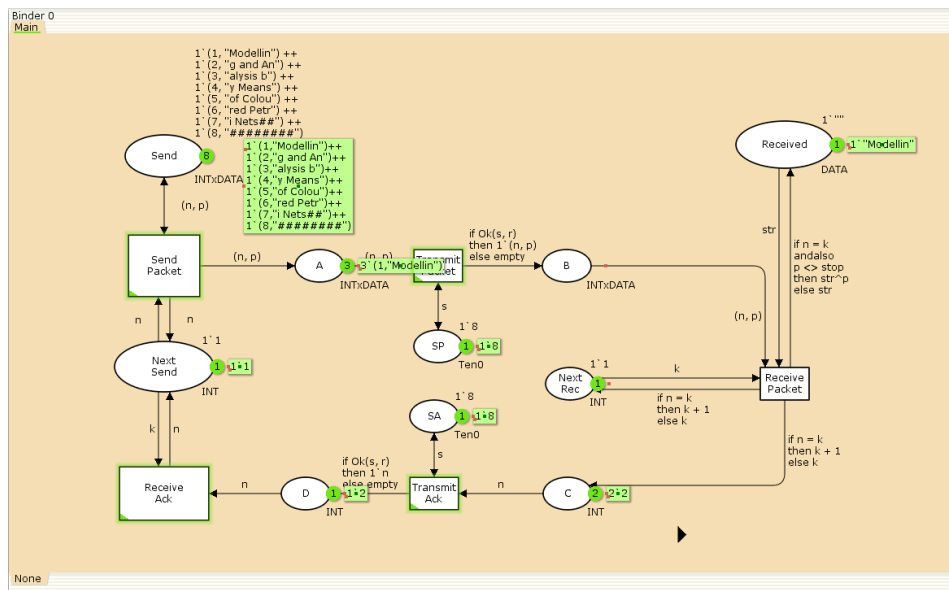 Binder 0
Main
1`(1, "Modellin") ++
1`(2, "g and An") ++
1`(3, "alysis b") ++
1`(4, "y Means") ++
1`(5, "of Colou") ++
1`(6, "red Petr") ++
1`(7, "i Nets##") ++
1`(8, "########")
Send
8
INTxDATA
1`(1,"Modellin")++
1`(2,"g and An")++
1`(3,"alysis b")++
1`(4,"y Means")++
1`(5,"of Colou")++
1`(6,"red Petr")++
1`(7,"i Nets##")++
1`(8,"########")
1`""
Received
1
1`"Modellin"
DATA
(n, p)
Send
Packet
(n, p)
A
3
3`(1,"Modellin")
INTxDATA
(n, p)
Transmit
Packet
if Ok(s, r)
then 1`(n, p)
else empty
B
INTxDATA
str
if n = k
andalso
p <> stop
then str^p
else str
(n, p)
s
1`8
SP
1
1`8
Ten0
n
n
1`1
Next
Send
1
1`1
INT
1`1
Next
Rec
1
INT
k
if n = k
then k + 1
else k
Receive
Packet
1`8
SA
1
1`8
Ten0
s
k
n
if n = k
then k + 1
else k
Receive
Ack
n
D
1
1`2
INT
if Ok(s, r)
then 1`n
else empty
Transmit
Ack
n
C
2
2`2
INT
None